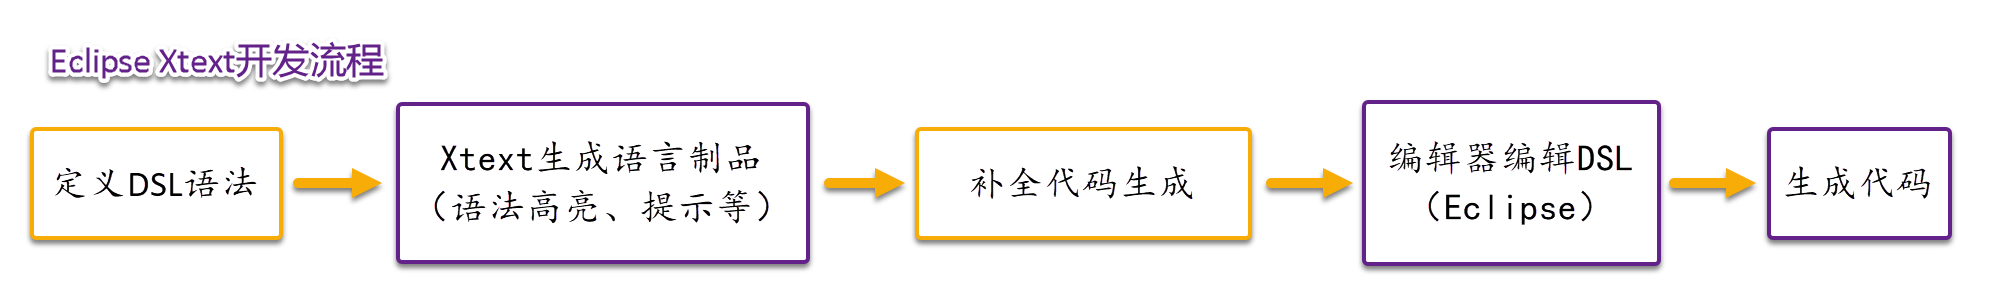 Eclipse Xtext开发流程
定义DSL语法
Xtext生成语言制品
（语法高亮、提示等）
补全代码生成
编辑器编辑DSL
（Eclipse）
生成代码